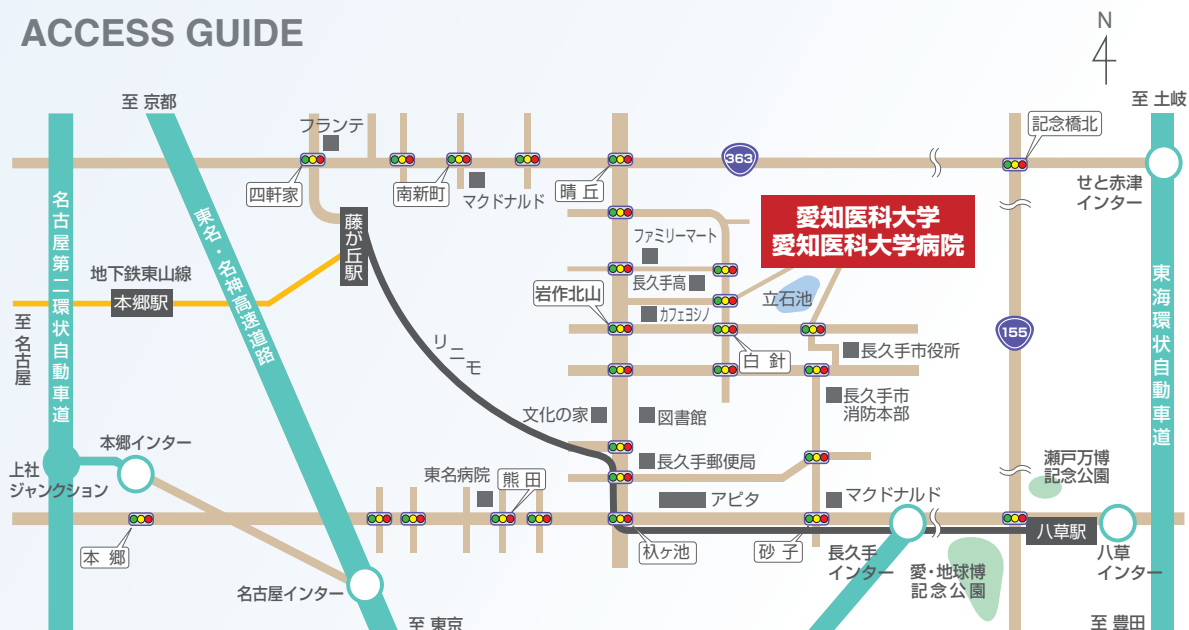 ACCESS GUIDE
N
至 京都
至 土岐
フランテ
記念橋北
363
四軒家
南新町
マクドナルド
晴 丘
せと赤津
インター
名古屋第二環状自動車道
東名・名神高速道路
藤が丘駅
ファミリーマート
愛知医科大学
愛知医科大学病院
地下鉄東山線
本郷駅
長久手高
立石池
岩作北山
カフェヨシノ
東海環状自動車道
至 名古屋
リニモ
155
白 針
長久手市役所
長久手市
消防本部
文化の家
図書館
本郷インター
上社
ジャンクション
東名病院
熊 田
長久手郵便局
瀬戸万博
記念公園
アピタ
マクドナルド
本 郷
杁ヶ池
砂 子
長久手
インター
八草駅
八草
インター
愛・地球博
記念公園
名古屋インター
至 東京
至 豊田